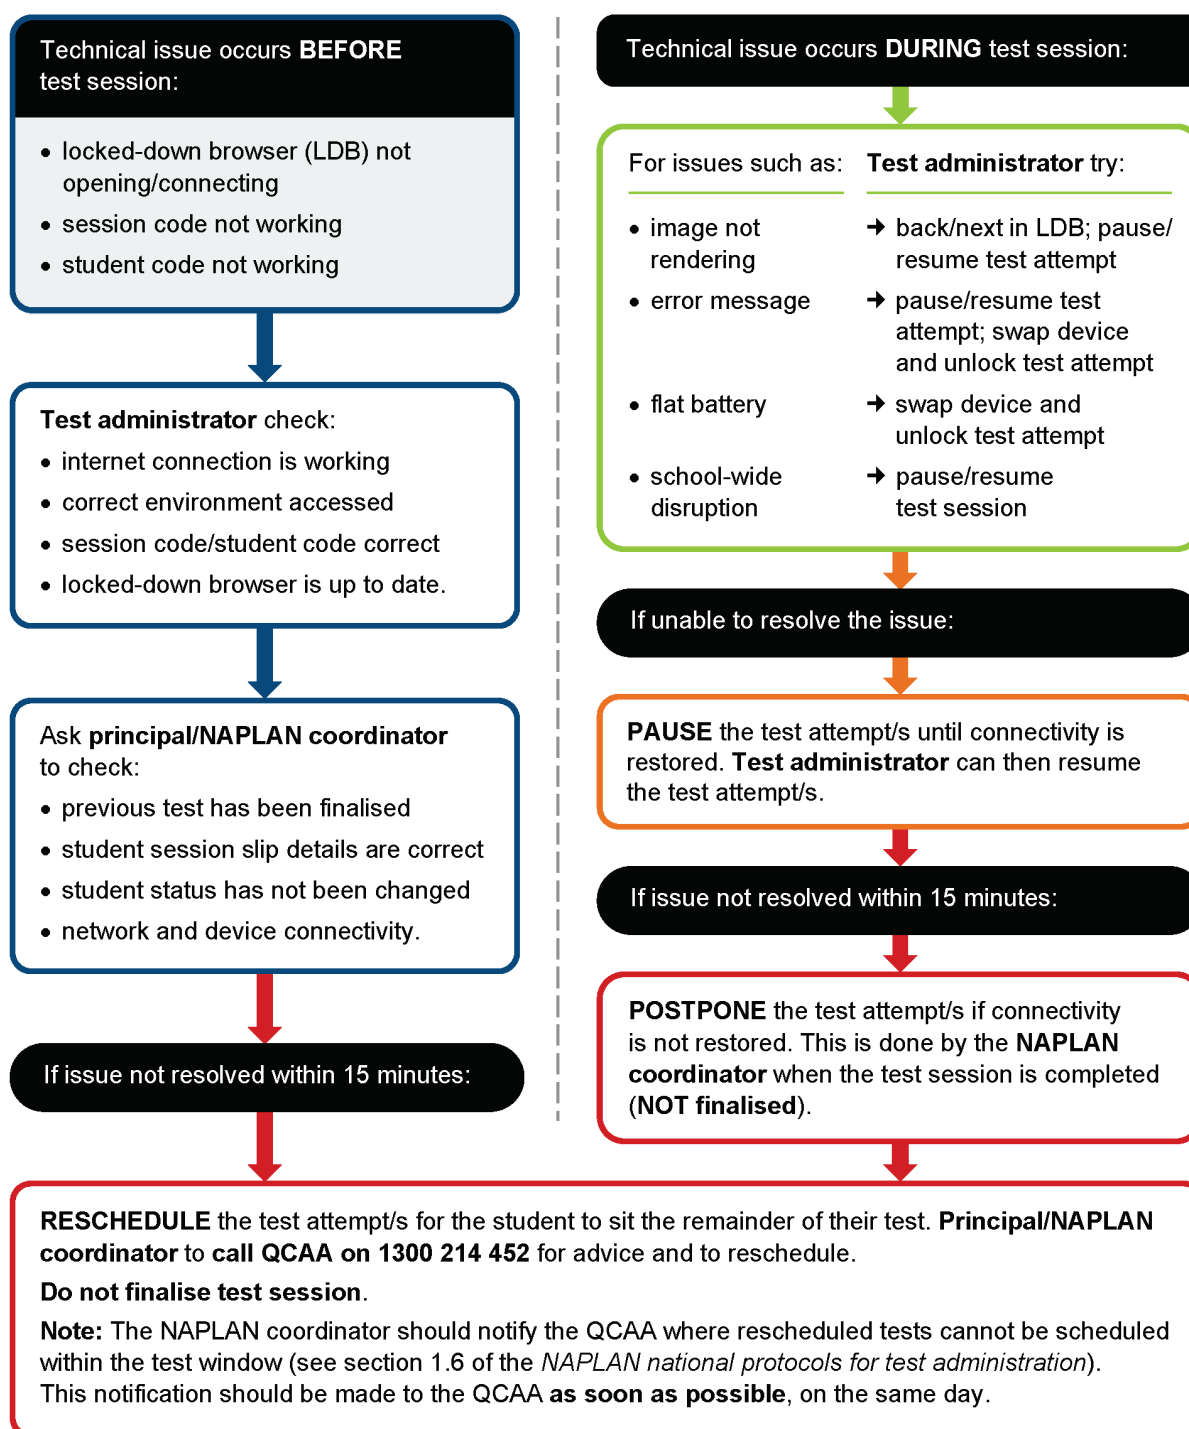 Technical issue occurs BEFORE
test session:
• locked-down browser (LDB) not
opening/connecting
• session code not working
• student code not working
Test administrator check:
• internet connection is working
• correct environment accessed
• session code/student code correct
• locked-down browser is up to date.
Ask principal/NAPLAN coordinator
to check:
• previous test has been finalised
• student session slip details are correct
• student status has not been changed
• network and device connectivity.
If issue not resolved within 15 minutes:
Technical issue occurs DURING test session:
For issues such as:
Test administrator try:
• image not
rendering
➔ back/next in LDB; pause/
resume test attempt
• error message
➔ pause/resume test
attempt; swap device
and unlock test attempt
• flat battery
➔ swap device and
unlock test attempt
• school-wide
disruption
➔ pause/resume
test session
If unable to resolve the issue:
PAUSE the test attempt/s until connectivity is
restored. Test administrator can then resume
the test attempt/s.
If issue not resolved within 15 minutes:
POSTPONE the test attempt/s if connectivity
is not restored. This is done by the NAPLAN
coordinator when the test session is completed
(NOT finalised).
RESCHEDULE the test attempt/s for the student to sit the remainder of their test. Principal/NAPLAN
coordinator to call QCAA on 1300 214 452 for advice and to reschedule.
Do not finalise test session.
Note: The NAPLAN coordinator should notify the QCAA where rescheduled tests cannot be scheduled
within the test window (see section 1.6 of the NAPLAN national protocols for test administration).
This notification should be made to the QCAA as soon as possible, on the same day.